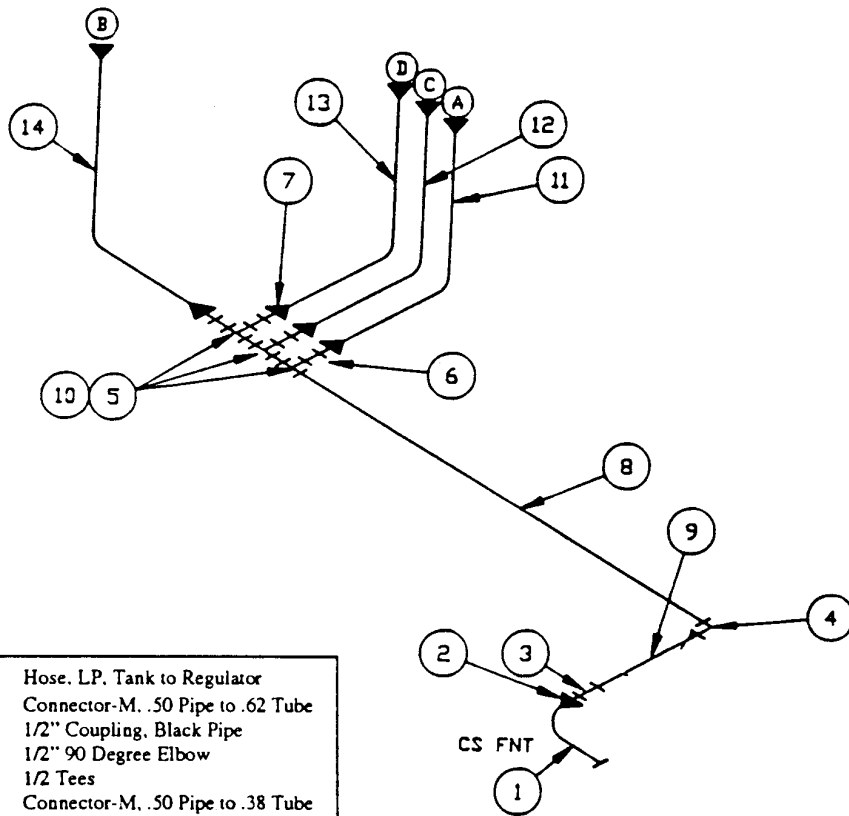 B
D
C
A
13
12
14
7
11
10
5
6
8
9
2
3
4
CS FNT
1
Hose, LP, Tank to Regulator
Connector-M, .50 Pipe to .62 Tube
1/2" Coupling, Black Pipe
1/2" 90 Degree Elbow
1/2 Tees
Connector-M, .50 Pipe to .38 Tube